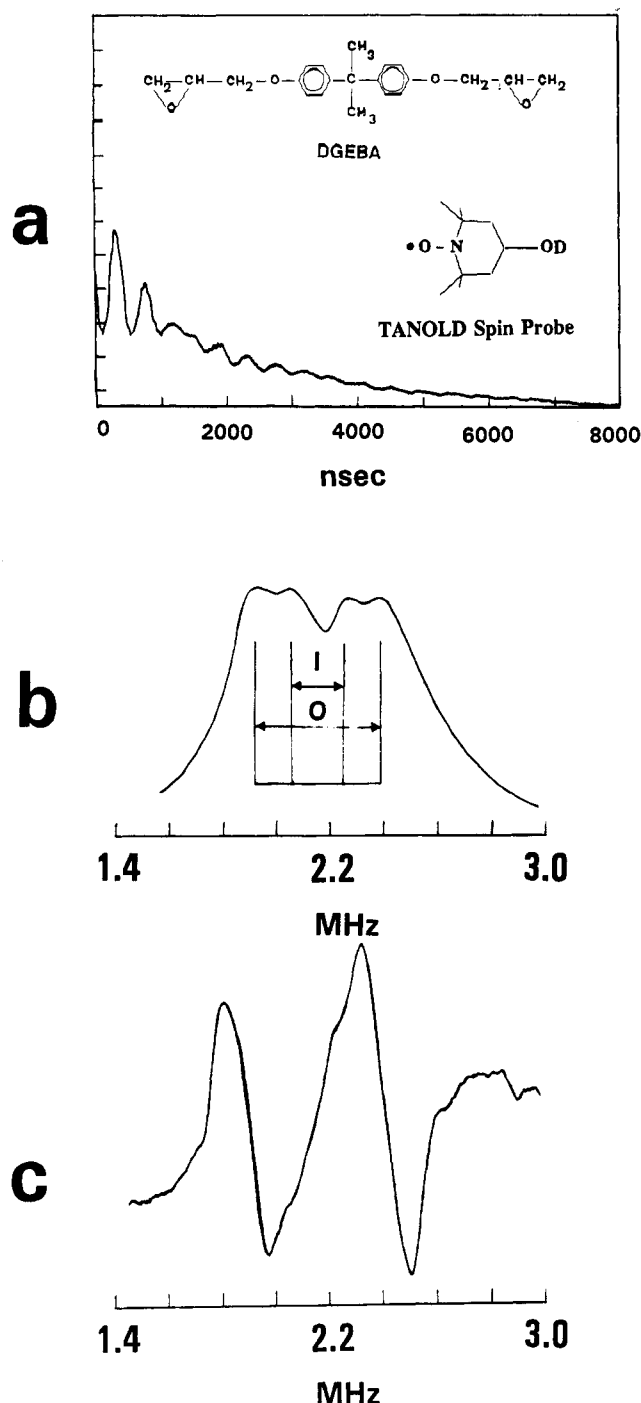 a
CH3
CH2 CH CH2 O C O CH2 CH CH2
O O
CH3
DGEBA
•O N OD
TANOLD Spin Probe
0 2000 4000 6000 8000
nsec
b
I
O
1.4 2.2 3.0
MHz
c
1.4 2.2 3.0
MHz